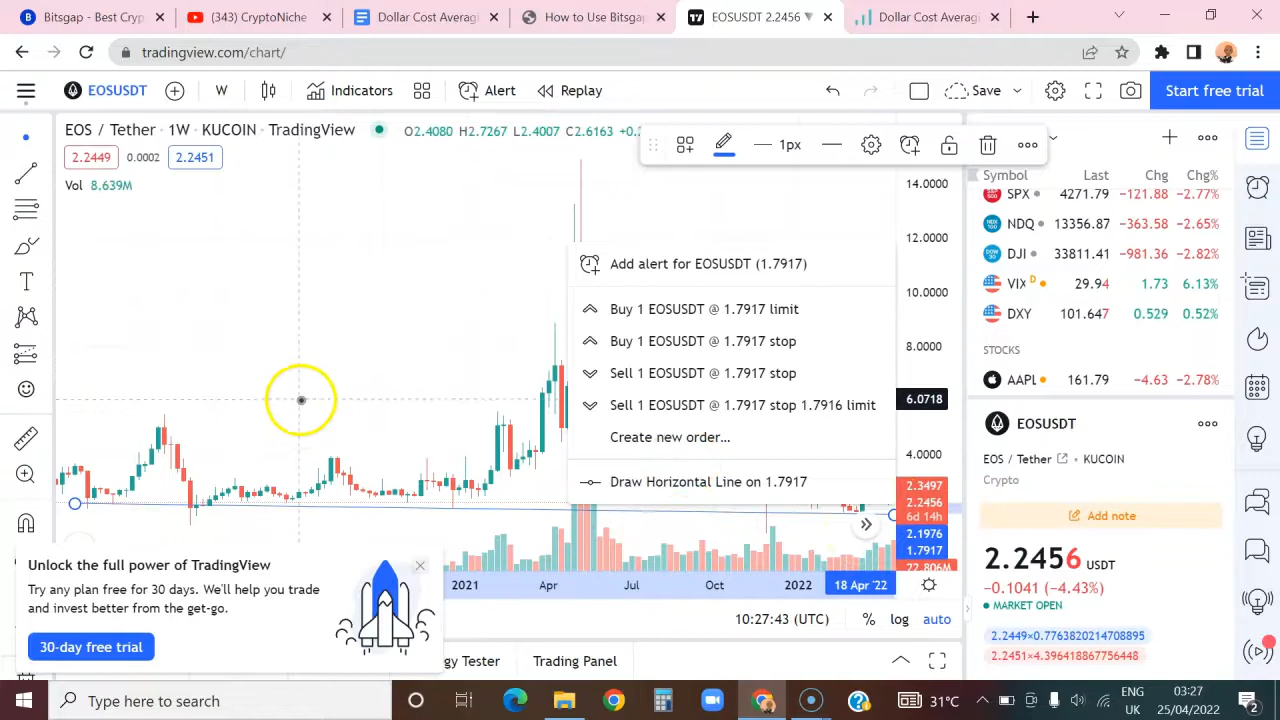 Bitsgap - Best Cryp
(343) CryptoNiche
Dollar Cost Averagi
How to Use Bitsgap
EOSUSDT 2.2456
Dollar Cost Averagi
tradingview.com/chart/
EOSUSDT
W
Indicators
Alert
Replay
Save
Start free trial
EOS / Tether · 1W · KUCOIN · TradingView
O2.4080 H2.7267 L2.4007 C2.6163
2.2449
0.0002
2.2451
Vol 8.639M
1px
14.0000
12.0000
10.0000
8.0000
6.0718
4.0000
2.3497
2.2456
6d 14h
2.1976
1.7917
22.806M
Add alert for EOSUSDT (1.7917)
Buy 1 EOSUSDT @ 1.7917 limit
Buy 1 EOSUSDT @ 1.7917 stop
Sell 1 EOSUSDT @ 1.7917 stop
Sell 1 EOSUSDT @ 1.7917 stop 1.7916 limit
Create new order...
Draw Horizontal Line on 1.7917
2021
Apr
Jul
Oct
2022
18 Apr '22
10:27:43 (UTC)
%
log
auto
Unlock the full power of TradingView
Try any plan free for 30 days. We'll help you trade
and invest better from the get-go.
30-day free trial
gy Tester
Trading Panel
Symbol Last Chg Chg%
SPX 4271.79 −121.88 −2.77%
NDQ 13356.87 −363.58 −2.65%
DJI 33811.41 −981.36 −2.82%
VIX D 29.94 1.73 6.13%
DXY 101.647 0.529 0.52%
STOCKS
AAPL 161.79 −4.63 −2.78%
EOSUSDT
EOS / Tether · KUCOIN
Crypto
Add note
2.2456 USDT
−0.1041 (−4.43%)
MARKET OPEN
2.2449×0.7763820214708895
2.2451×4.396418867756448
Type here to search
31°C
ENG
UK
03:27
25/04/2022
2